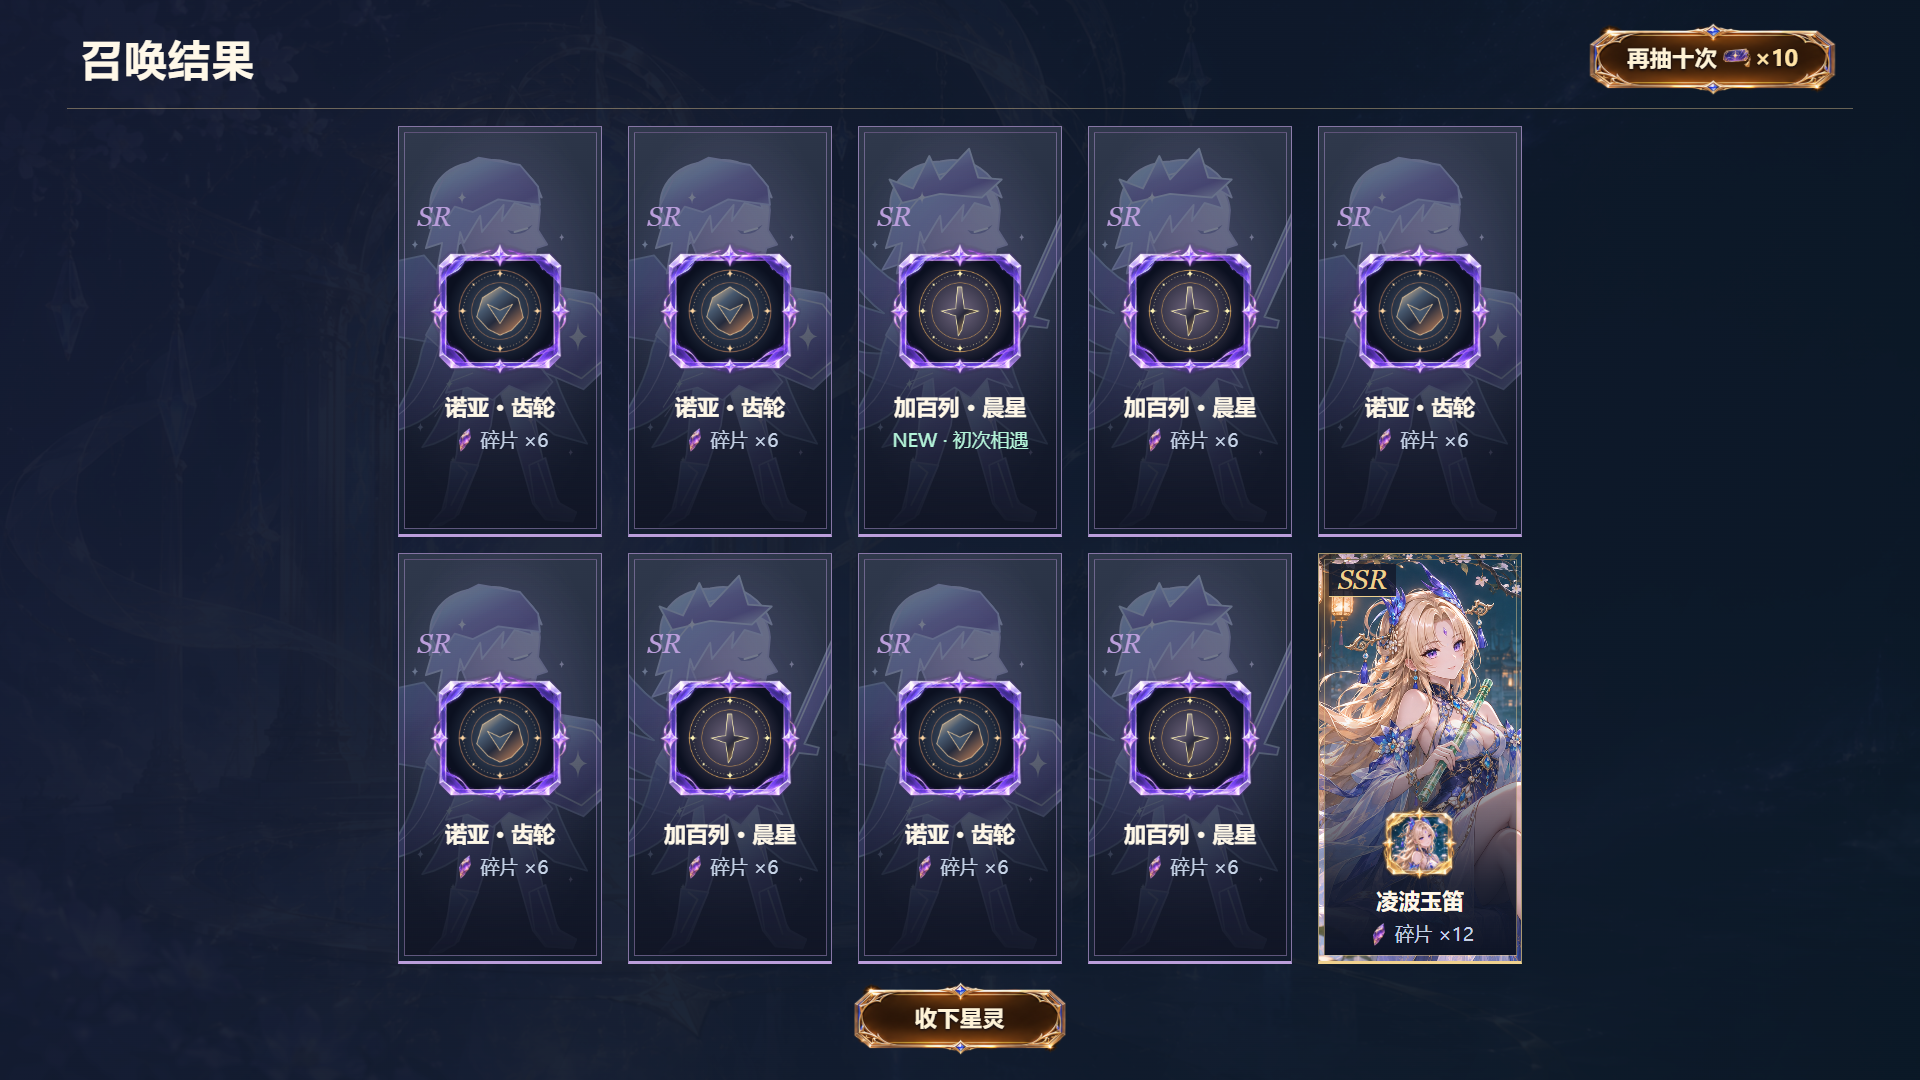 召唤结果
再抽十次 ×10
SR
诺亚·齿轮
碎片 ×6
SR
诺亚·齿轮
碎片 ×6
SR
加百列·晨星
NEW · 初次相遇
SR
加百列·晨星
碎片 ×6
SR
诺亚·齿轮
碎片 ×6
SR
诺亚·齿轮
碎片 ×6
SR
加百列·晨星
碎片 ×6
SR
诺亚·齿轮
碎片 ×6
SR
加百列·晨星
碎片 ×6
SSR
凌波玉笛
碎片 ×12
收下星灵